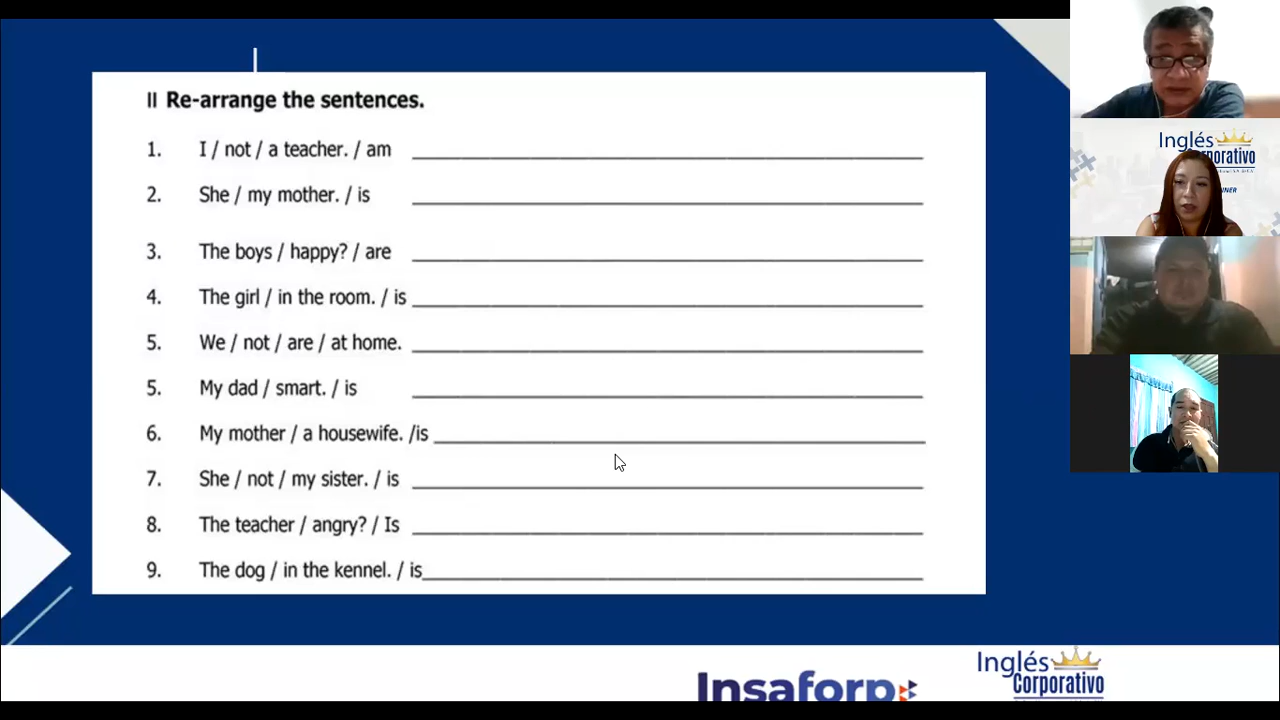 II Re-arrange the sentences.
1. I / not / a teacher. / am
2. She / my mother. / is
3. The boys / happy? / are
4. The girl / in the room. / is
5. We / not / are / at home.
5. My dad / smart. / is
6. My mother / a housewife. /is
7. She / not / my sister. / is
8. The teacher / angry? / Is
9. The dog / in the kennel. / is
Insaforp
Inglés
Corporativo
Inglés